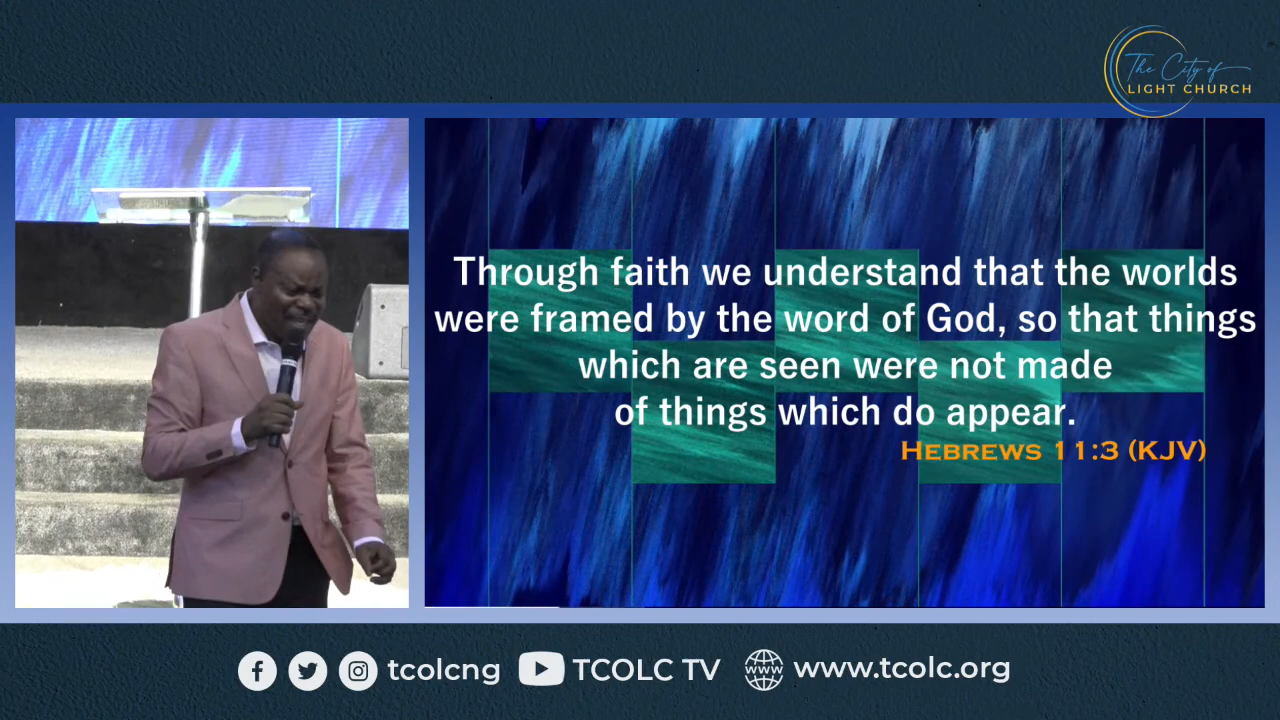 The City of
LIGHT CHURCH
Through faith we understand that the worlds
were framed by the word of God, so that things
which are seen were not made
of things which do appear.
HEBREWS 11:3 (KJV)
tcolcng TCOLC TV www www.tcolc.org